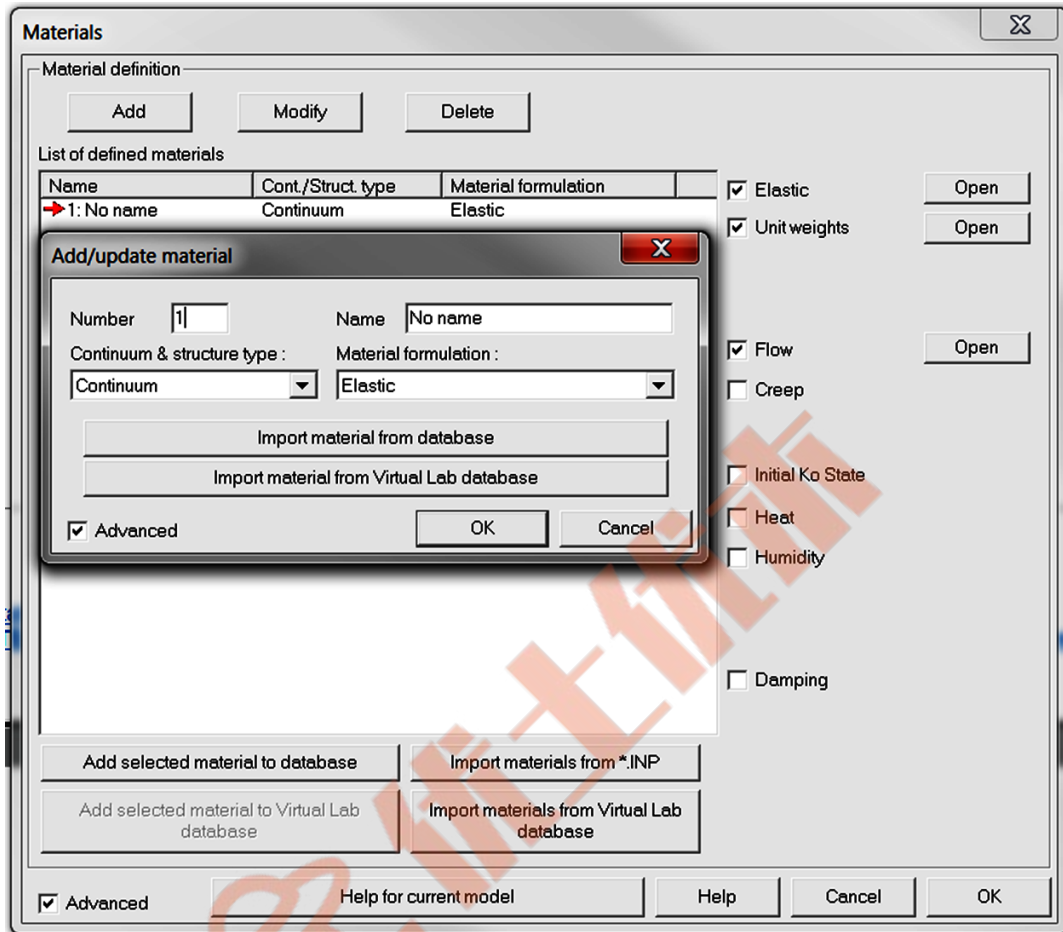 Materials
Material definition
Add Modify Delete
List of defined materials
Name Cont./Struct. type Material formulation
1: No name Continuum Elastic
Elastic Open
Unit weights Open
Add/update material
Number 1 Name No name
Continuum & structure type : Material formulation :
Continuum Elastic
Import material from database
Import material from Virtual Lab database
Advanced OK Cancel
Flow Open
Creep
Initial Ko State
Heat
Humidity
Damping
Add selected material to database Import materials from *.INP
Add selected material to Virtual Lab database Import materials from Virtual Lab database
Advanced Help for current model Help Cancel OK
优士优术